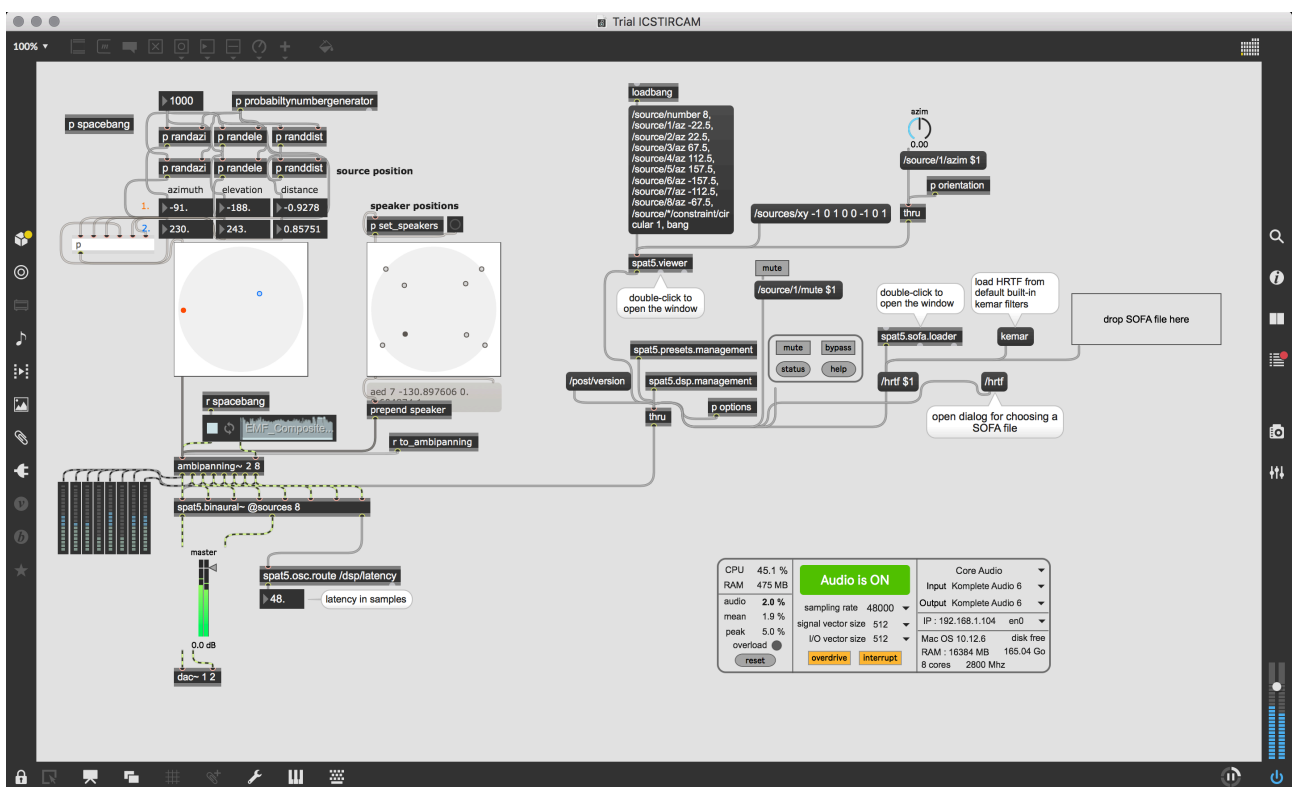 Trial ICSTIRCAM
100%
1000
p probabiltynumbergenerator
p spacebang
p randazi
p randele
p randdist
p randazi
p randele
p randdist
source position
azimuth
elevation
distance
1.
-91.
-188.
-0.9278
2.
230.
243.
0.85751
p
speaker positions
p set_speakers
r spacebang
EMF_Composite...
aed 7 -130.897606 0.
prepend speaker
r to_ambipanning
ambipanning~ 2 8
spat5.binaural~ @sources 8
master
0.0 dB
dac~ 1 2
spat5.osc.route /dsp/latency
48.
latency in samples
loadbang
/source/number 8,
/source/1/az -22.5,
/source/2/az 22.5,
/source/3/az 67.5,
/source/4/az 112.5,
/source/5/az 157.5,
/source/6/az -157.5,
/source/7/az -112.5,
/source/8/az -67.5,
/source/*/constraint/cir
cular 1, bang
/sources/xy -1 0 1 0 0 -1 0 1
azim
0.00
/source/1/azim $1
p orientation
thru
spat5.viewer
double-click to
open the window
mute
/source/1/mute $1
spat5.presets.management
/post/version
spat5.dsp.management
p options
thru
mute
bypass
status
help
double-click to
open the window
spat5.sofa.loader
load HRTF from
default built-in
kemar filters
kemar
drop SOFA file here
/hrtf $1
/hrtf
open dialog for choosing a
SOFA file
CPU 45.1 %
RAM 475 MB
audio 2.0 %
mean 1.9 %
peak 5.0 %
overload
reset
Audio is ON
sampling rate 48000
signal vector size 512
I/O vector size 512
overdrive
interrupt
Core Audio
Input Komplete Audio 6
Output Komplete Audio 6
IP : 192.168.1.104 en0
Mac OS 10.12.6 disk free
RAM : 16384 MB 165.04 Go
8 cores 2800 Mhz